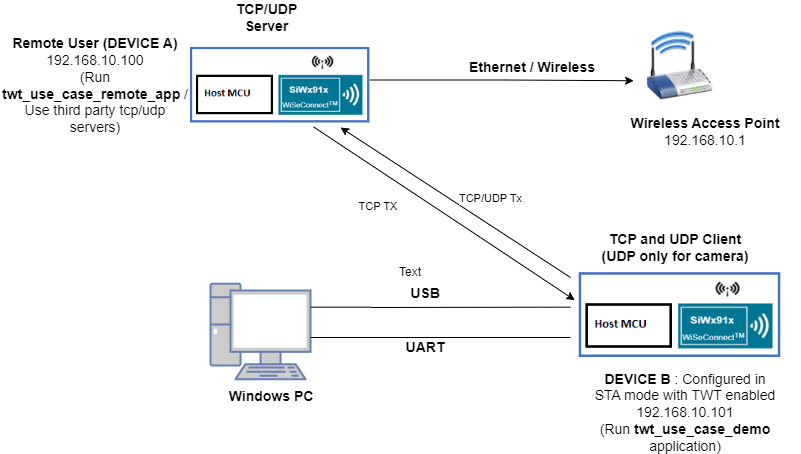 TCP/UDP
Server
Remote User (DEVICE A)
192.168.10.100
(Run
twt_use_case_remote_app /
Use third party tcp/udp
servers)
Host MCU
SiWx91x
WiSeConnect™
Ethernet / Wireless
Wireless Access Point
192.168.10.1
TCP/UDP Tx
TCP TX
TCP and UDP Client
(UDP only for camera)
Text
USB
UART
Windows PC
Host MCU
SiWx91x
WiSeConnect™
DEVICE B : Configured in
STA mode with TWT enabled
192.168.10.101
(Run twt_use_case_demo
application)